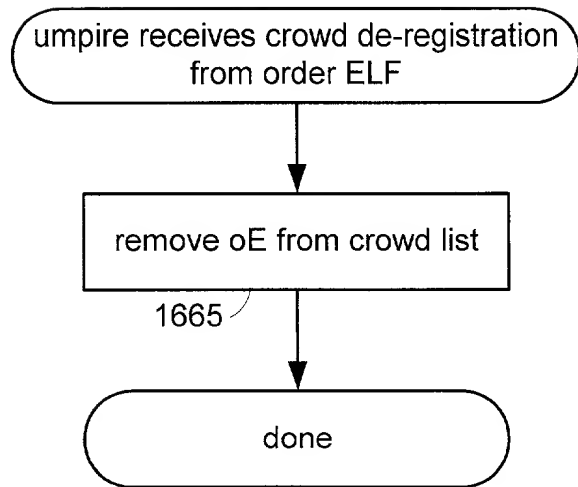 umpire receives crowd de-registration
from order ELF
remove oE from crowd list
1665
done